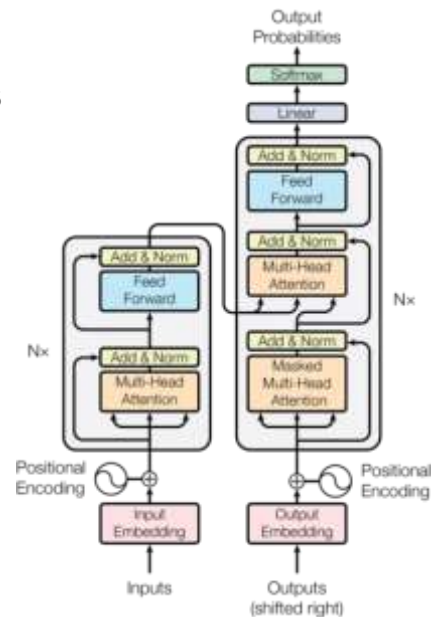 Output
Probabilities
Softmax
Linear
Add & Norm
Feed
Forward
Add & Norm
Multi-Head
Attention
Nx
Add & Norm
Masked
Multi-Head
Attention
Positional
Encoding
Output
Embedding
Outputs
(shifted right)
Add & Norm
Feed
Forward
Nx
Add & Norm
Multi-Head
Attention
Positional
Encoding
Input
Embedding
Inputs